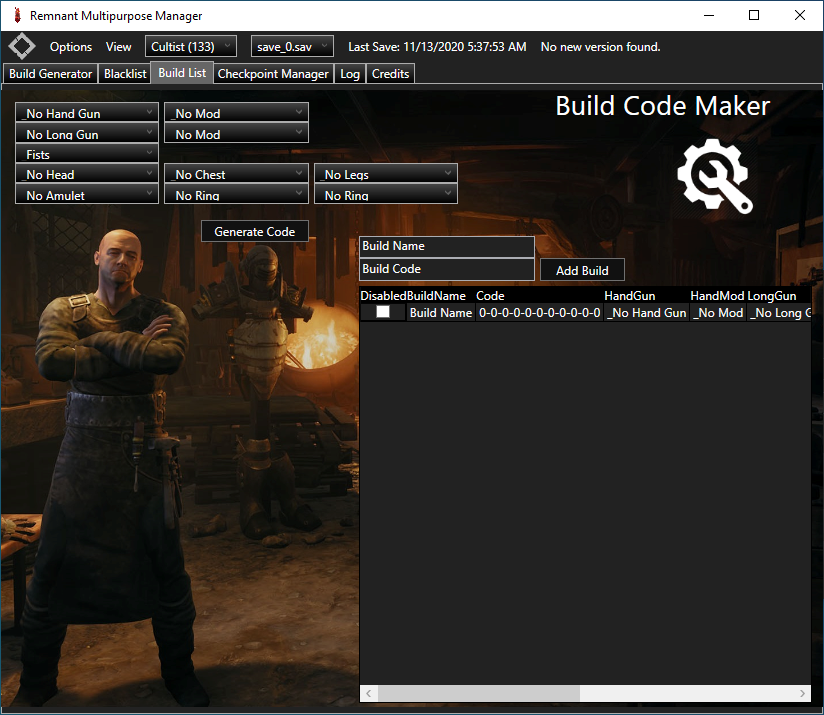 Remnant Multipurpose Manager
Options View Cultist (133) save_0.sav Last Save: 11/13/2020 5:37:53 AM No new version found.
Build Generator Blacklist Build List Checkpoint Manager Log Credits
Build Code Maker
_No Hand Gun _No Mod
_No Long Gun _No Mod
Fists
_No Head _No Chest _No Legs
_No Amulet _No Ring _No Ring
Generate Code
Build Name
Build Code Add Build
Disabled BuildName Code HandGun HandMod LongGun
Build Name 0-0-0-0-0-0-0-0-0-0-0 _No Hand Gun _No Mod _No Long G